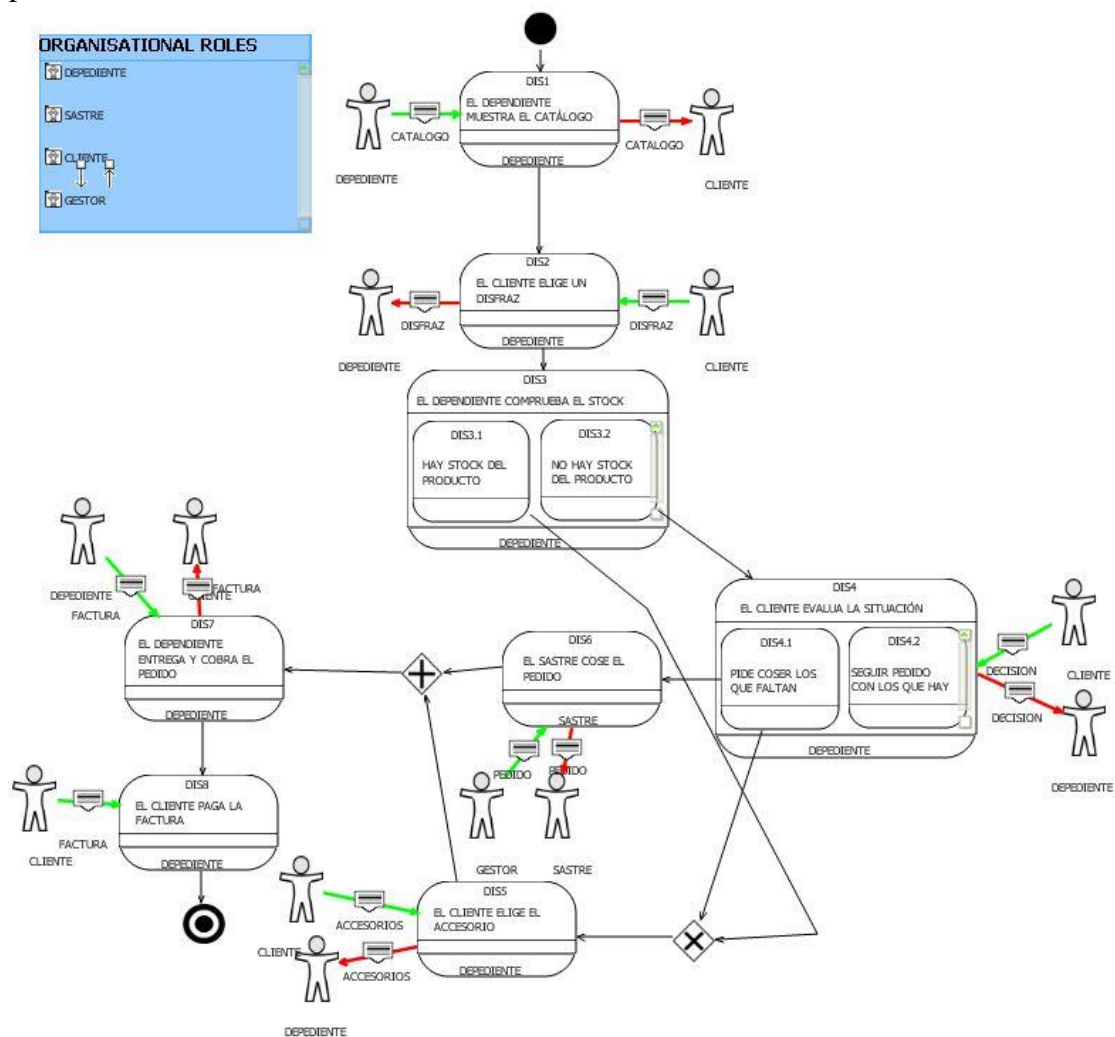 ORGANISATIONAL ROLES
DEPEDIENTE
SASTRE
CLIENTE
GESTOR
DIS1
EL DEPENDIENTE
MUESTRA EL CATÁLOGO
DEPEDIENTE
CATALOGO
CATALOGO
DEPEDIENTE
CLIENTE
DIS2
EL CLIENTE ELIGE UN
DISFRAZ
DEPEDIENTE
DISFRAZ
DISFRAZ
DEPEDIENTE
CLIENTE
DIS3
EL DEPENDIENTE COMPRUEBA EL STOCK
DIS3.1
HAY STOCK DEL
PRODUCTO
DIS3.2
NO HAY STOCK
DEL PRODUCTO
DEPEDIENTE
DIS4
EL CLIENTE EVALUA LA SITUACIÓN
DIS4.1
PIDE COSER LOS
QUE FALTAN
DIS4.2
SEGUIR PEDIDO
CON LOS QUE HAY
DEPEDIENTE
DECISION
CLIENTE
DECISION
DEPEDIENTE
DEPEDIENTE
FACTURA
FACTURA
CLIENTE
DIS7
EL DEPENDIENTE
ENTREGA Y COBRA EL
PEDIDO
DEPEDIENTE
DIS6
EL SASTRE COSE EL
PEDIDO
SASTRE
PEDIDO
PEDIDO
GESTOR
SASTRE
DIS8
EL CLIENTE PAGA LA
FACTURA
DEPEDIENTE
FACTURA
CLIENTE
DIS5
EL CLIENTE ELIGE EL
ACCESORIO
DEPEDIENTE
ACCESORIOS
CLIENTE
ACCESORIOS
DEPEDIENTE